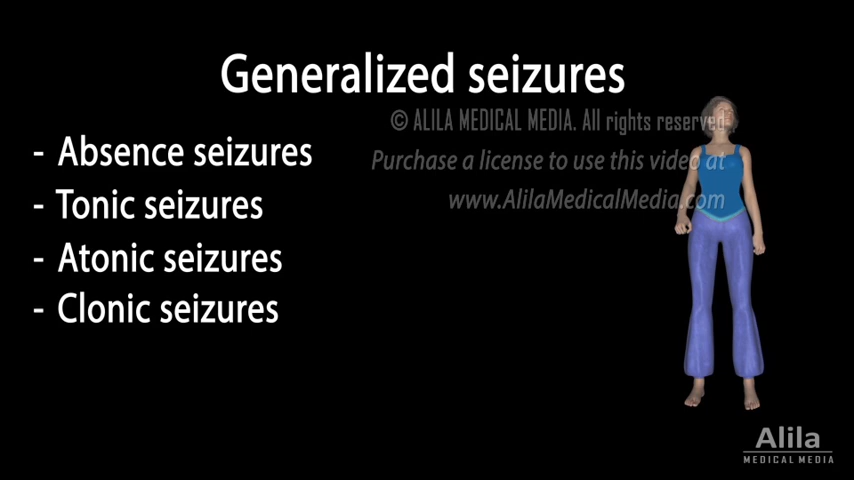 Generalized seizures
© ALILA MEDICAL MEDIA. All rights reserved
Purchase a license to use this video at
www.AlilaMedicalMedia.com
- Absence seizures
- Tonic seizures
- Atonic seizures
- Clonic seizures
Alila
MEDICAL MEDIA